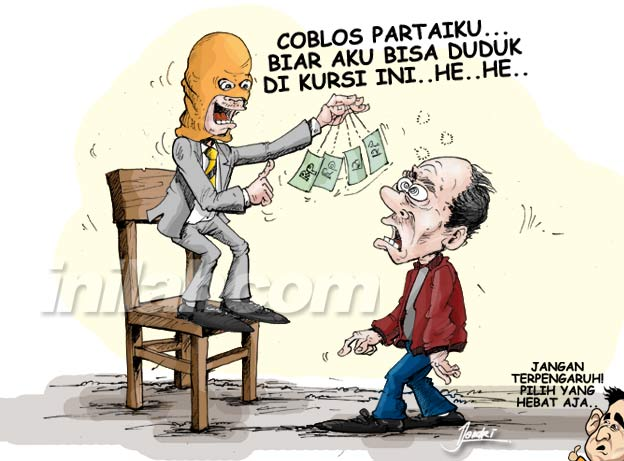 COBLOS PARTAIKU...
BIAR AKU BISA DUDUK
DI KURSI INI..HE..HE..
inilah.com
JANGAN
TERPENGARUH!
PILIH YANG
HEBAT AJA.